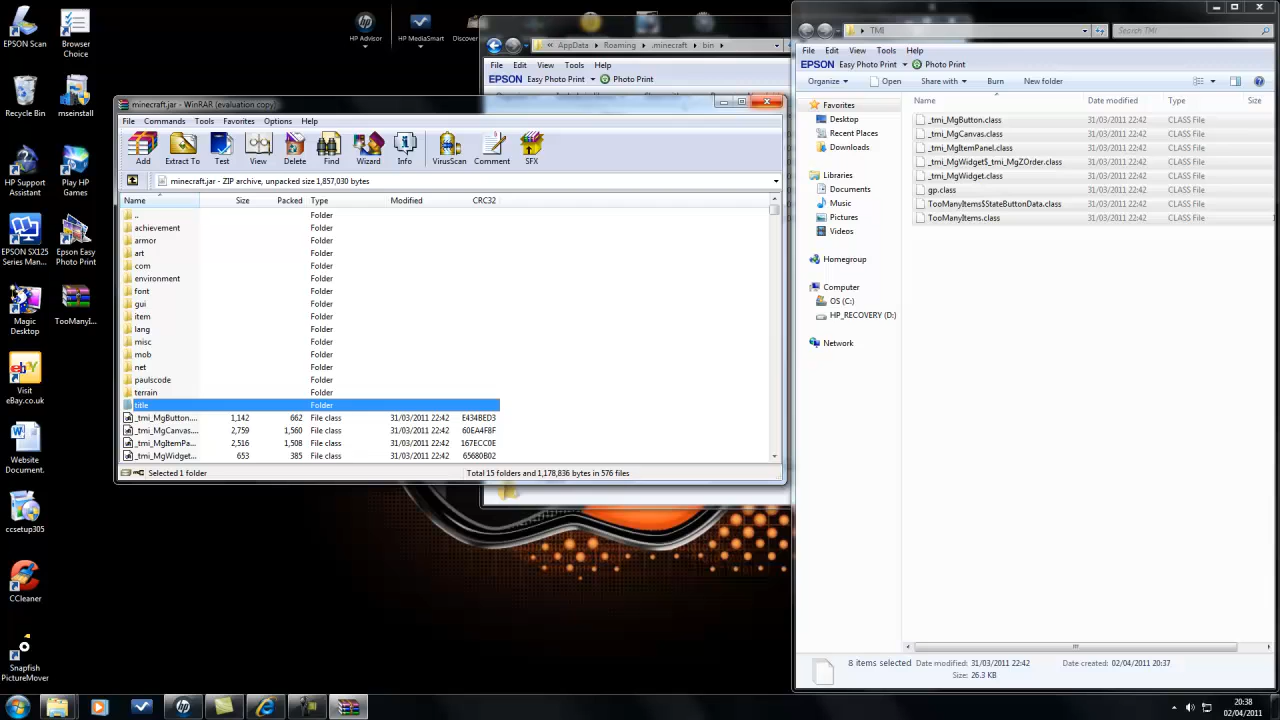 EPSON Scan
Browser
Choice
HP Advisor
HP MediaSmart
Discover
Recycle Bin
mseinstall
HP Support
Assistant
Play HP
Games
EPSON SX125
Series Man...
Epson Easy
Photo Print
Magic
Desktop
TooManyI...
Visit
eBay.co.uk
Website
Document.
ccsetup305
CCleaner
Snapfish
PictureMover
« AppData ▸ Roaming ▸ .minecraft ▸ bin ▸
File Edit View Tools Help
EPSON Easy Photo Print Photo Print
minecraft.jar - WinRAR (evaluation copy)
File Commands Tools Favorites Options Help
Add Extract To Test View Delete Find Wizard Info VirusScan Comment SFX
minecraft.jar - ZIP archive, unpacked size 1,857,030 bytes
Name Size Packed Type Modified CRC32
.. Folder
achievement Folder
armor Folder
art Folder
com Folder
environment Folder
font Folder
gui Folder
item Folder
lang Folder
misc Folder
mob Folder
net Folder
paulscode Folder
terrain Folder
title Folder
_tmi_MgButton.... 1,142 662 File class 31/03/2011 22:42 E434BED3
_tmi_MgCanvas.... 2,759 1,560 File class 31/03/2011 22:42 60EA4F8F
_tmi_MgItemPa... 2,516 1,508 File class 31/03/2011 22:42 167ECC0E
_tmi_MgWidget... 653 385 File class 31/03/2011 22:42 65680B02
Selected 1 folder Total 15 folders and 1,178,836 bytes in 576 files
▸ TMI
Search TMI
File Edit View Tools Help
EPSON Easy Photo Print Photo Print
Organize Open Share with Burn New folder
Favorites
Desktop
Recent Places
Downloads
Libraries
Documents
Music
Pictures
Videos
Homegroup
Computer
OS (C:)
HP_RECOVERY (D:)
Network
Name Date modified Type Size
_tmi_MgButton.class 31/03/2011 22:42 CLASS File
_tmi_MgCanvas.class 31/03/2011 22:42 CLASS File
_tmi_MgItemPanel.class 31/03/2011 22:42 CLASS File
_tmi_MgWidget$_tmi_MgZOrder.class 31/03/2011 22:42 CLASS File
_tmi_MgWidget.class 31/03/2011 22:42 CLASS File
gp.class 31/03/2011 22:42 CLASS File
TooManyItems$StateButtonData.class 31/03/2011 22:42 CLASS File
TooManyItems.class 31/03/2011 22:42 CLASS File
8 items selected Date modified: 31/03/2011 22:42 Date created: 02/04/2011 20:37
Size: 26.3 KB
20:38
02/04/2011